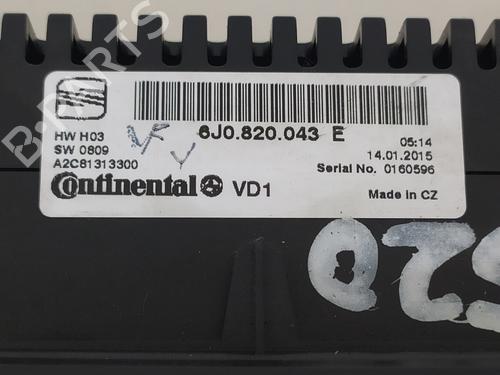 B-PARTS
6J0.820.043 E
HW H03
SW 0809
A2C81313300
05:14
14.01.2015
Serial No. 0160596
Continental VD1
Made in CZ